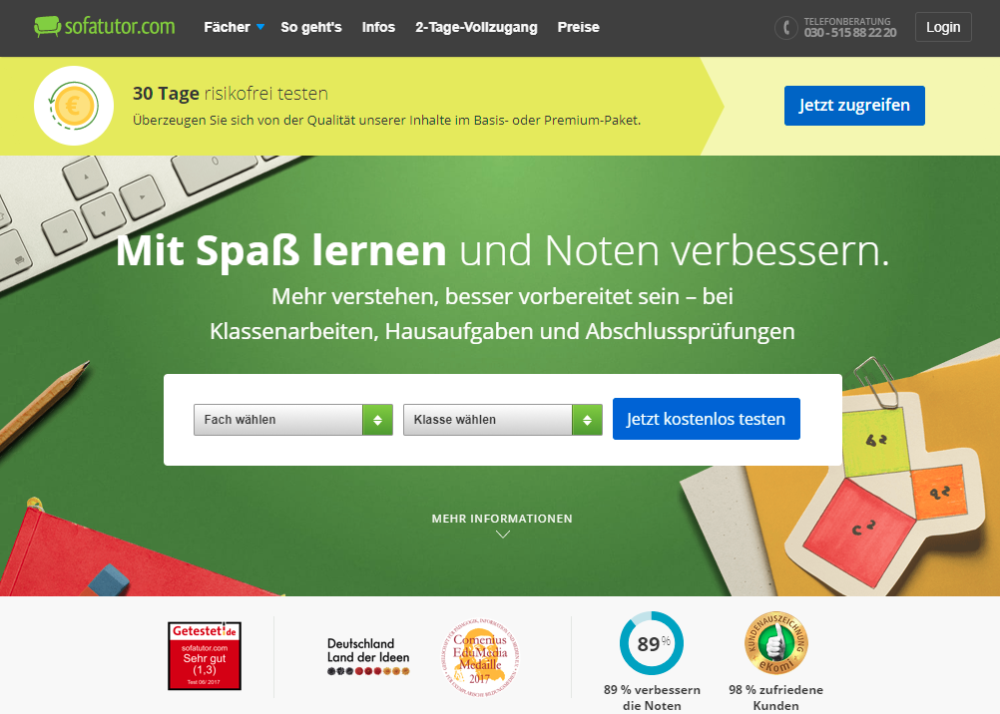 sofatutor.com
Fächer
So geht's
Infos
2-Tage-Vollzugang
Preise
TELEFONBERATUNG
030 - 515 88 22 20
Login
30 Tage risikofrei testen
Überzeugen Sie sich von der Qualität unserer Inhalte im Basis- oder Premium-Paket.
Jetzt zugreifen
Mit Spaß lernen und Noten verbessern.
Mehr verstehen, besser vorbereitet sein – bei
Klassenarbeiten, Hausaufgaben und Abschlussprüfungen
Fach wählen
Klasse wählen
Jetzt kostenlos testen
MEHR INFORMATIONEN
c²
Getestet.de
sofatutor.com
Sehr gut
(1,3)
Test 06/ 2017
Deutschland
Land der Ideen
Comenius
EduMedia
Medaille
2017
89 %
89 % verbessern
die Noten
KUNDENAUSZEICHNUNG
eKomi
98 % zufriedene
Kunden